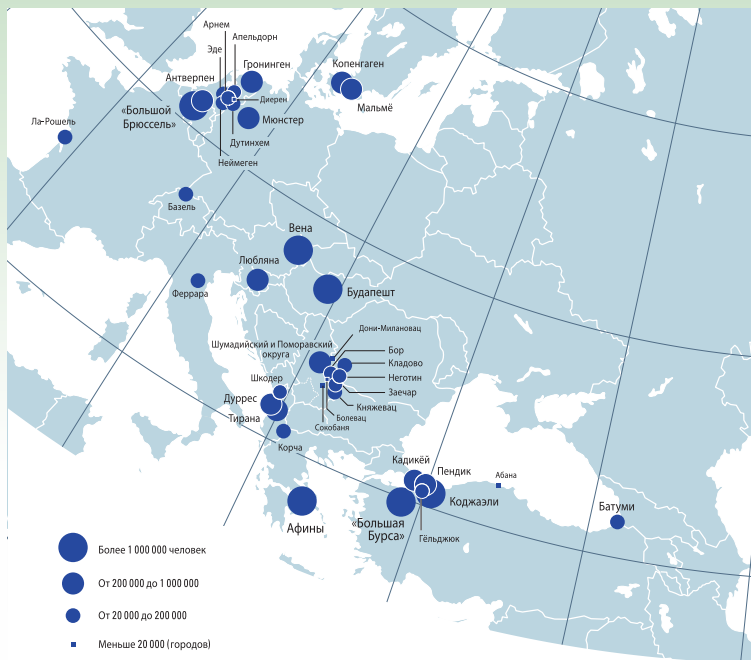 Арнем
Апельдорн
Эде
Гронинген
Копенгаген
Антверпен
Диерен
Мальмё
«Большой
Брюссель»
Мюнстер
Ла-Рошель
Дутинхем
Неймеген
Базель
Вена
Любляна
Феррара
Будапешт
Дони-Милановац
Шумадийский и Поморавский
округа
Бор
Кладово
Неготин
Шкодер
Заечар
Дуррес
Княжевац
Тирана
Болевац
Сокобаня
Корча
Кадикёй
Пендик
Абана
Коджаэли
Батуми
Афины
«Большая
Бурса»
Гёльджюк
Более 1 000 000 человек
От 200 000 до 1 000 000
От 20 000 до 200 000
Меньше 20 000 (городов)